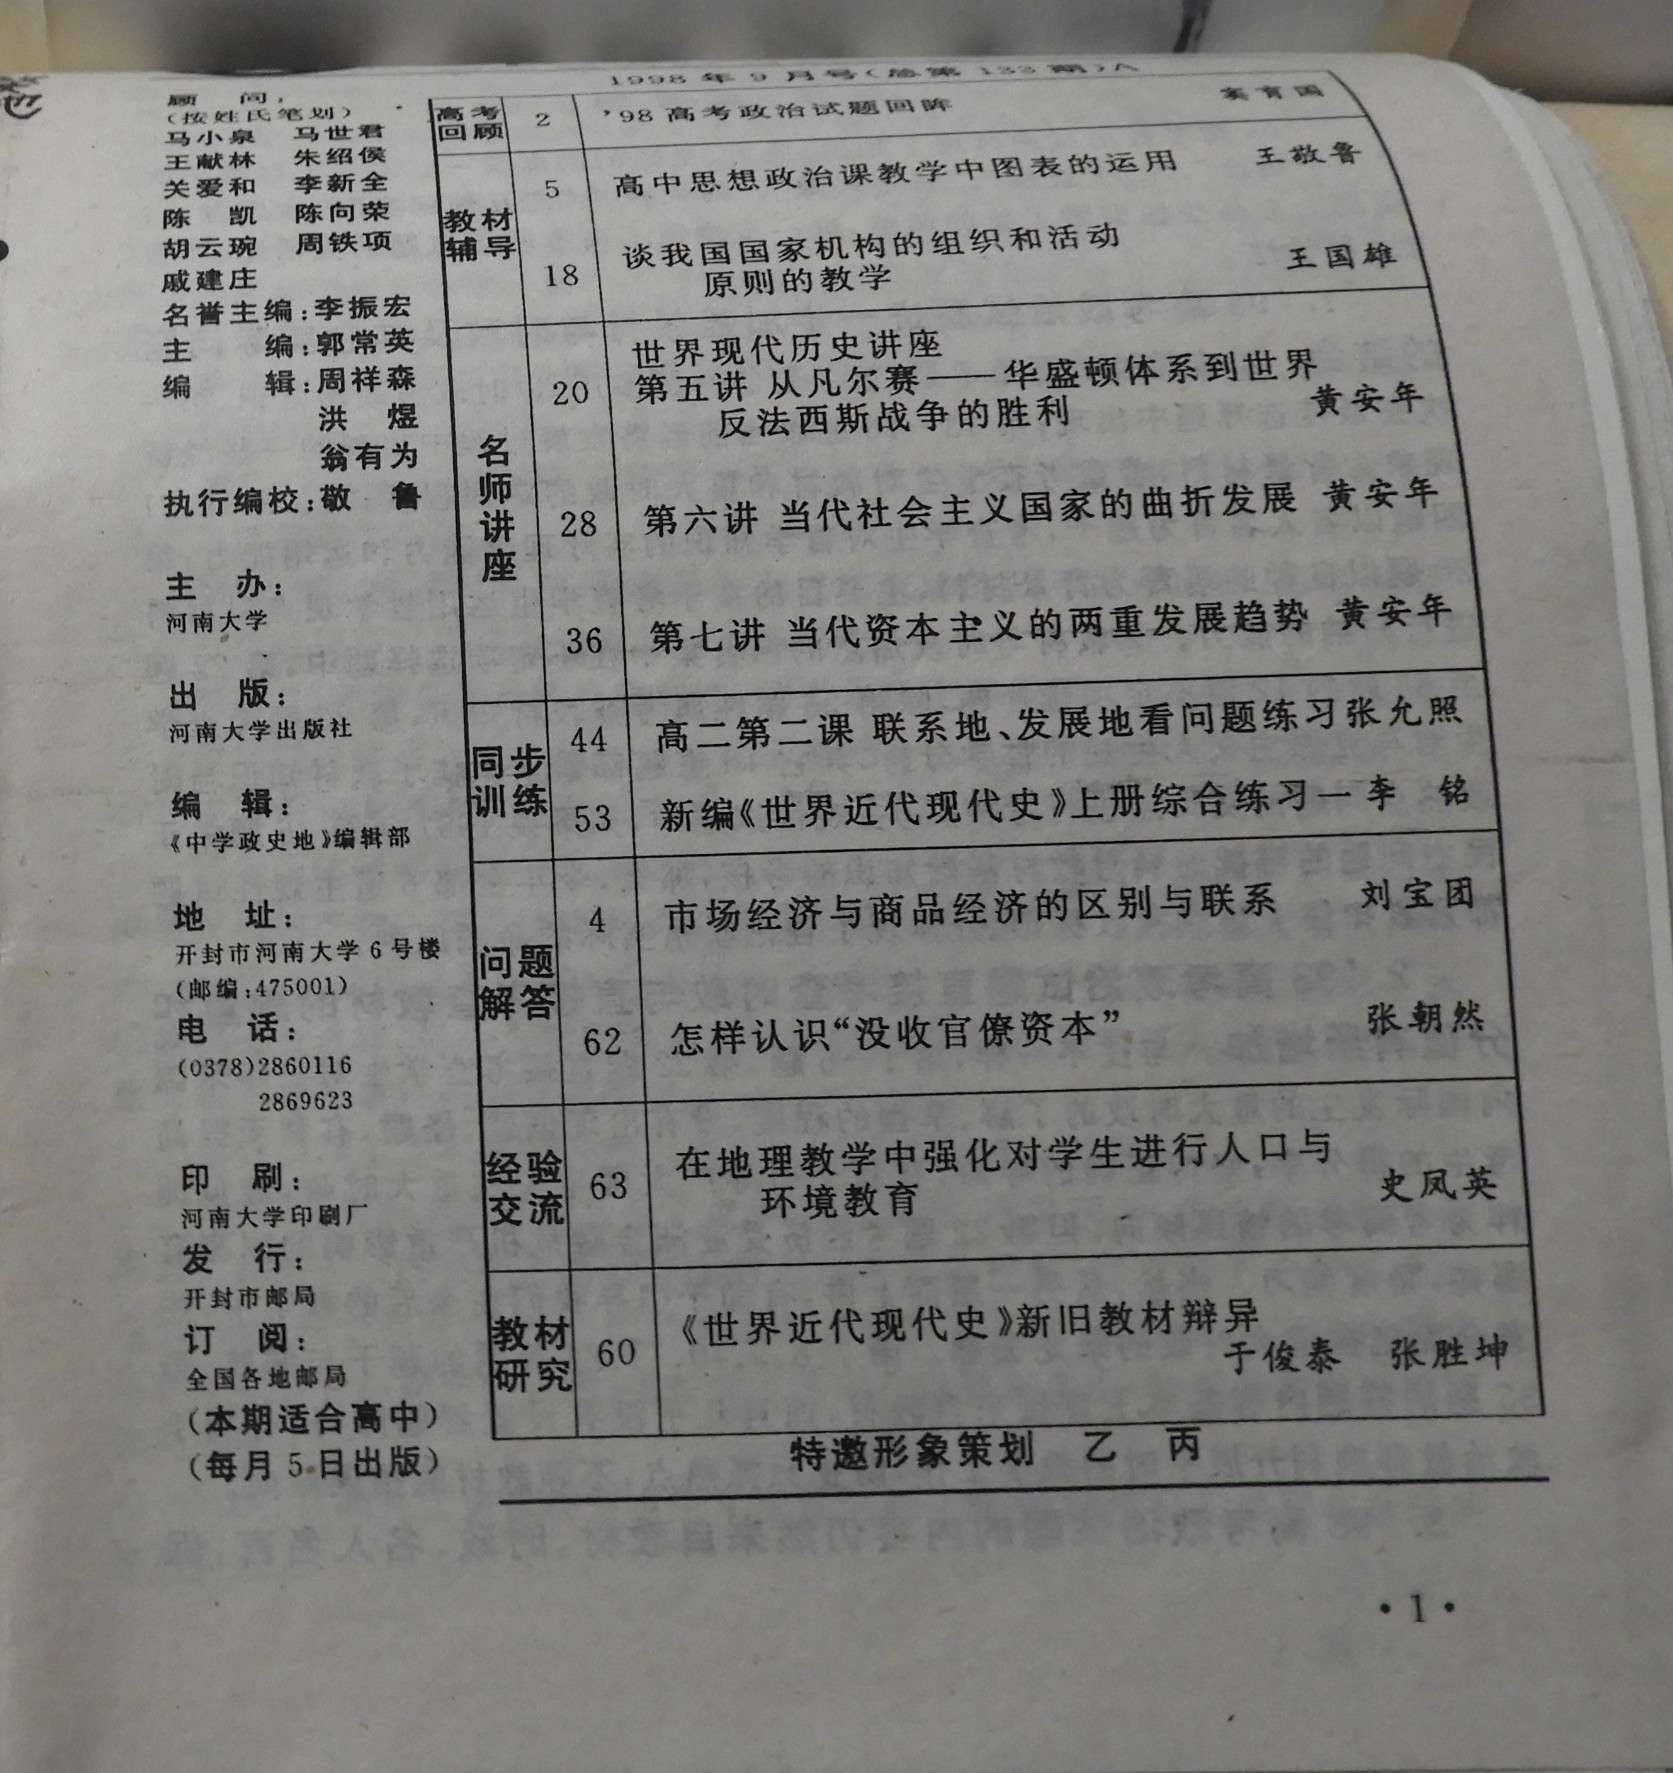 1998年9月号(总第133期)A
顾　问:
(按姓氏笔划)
马小泉　马世君
王献林　朱绍侯
关爱和　李新全
陈　凯　陈向荣
胡云琬　周铁项
戚建庄
名誉主编:李振宏
主　　编:郭常英
编　　辑:周祥森
洪　煜
翁有为
执行编校:敬　鲁
主　办:
河南大学
出　版:
河南大学出版社
编　辑:
《中学政史地》编辑部
地　址:
开封市河南大学6号楼
(邮编:475001)
电　话:
(0378)2860116
2869623
印　刷:
河南大学印刷厂
发　行:
开封市邮局
订　阅:
全国各地邮局
(本期适合高中)
(每月5日出版)
高考
回顾
2　'98高考政治试题回眸　育国
教材
辅导
5　高中思想政治课教学中图表的运用　王敬鲁
谈我国国家机构的组织和活动
18　原则的教学　王国雄
名
师
讲
座
世界现代历史讲座
20　第五讲 从凡尔赛——华盛顿体系到世界
反法西斯战争的胜利　黄安年
28　第六讲 当代社会主义国家的曲折发展　黄安年
36　第七讲 当代资本主义的两重发展趋势　黄安年
同步
训练
44　高二第二课 联系地、发展地看问题练习 张允照
53　新编《世界近代现代史》上册综合练习一 李　铭
问题
解答
4　市场经济与商品经济的区别与联系　刘宝团
62　怎样认识“没收官僚资本”　张朝然
经验
交流
63　在地理教学中强化对学生进行人口与
环境教育　史凤英
教材
研究
60　《世界近代现代史》新旧教材辩异
于俊泰　张胜坤
特邀形象策划　乙　丙
·1·